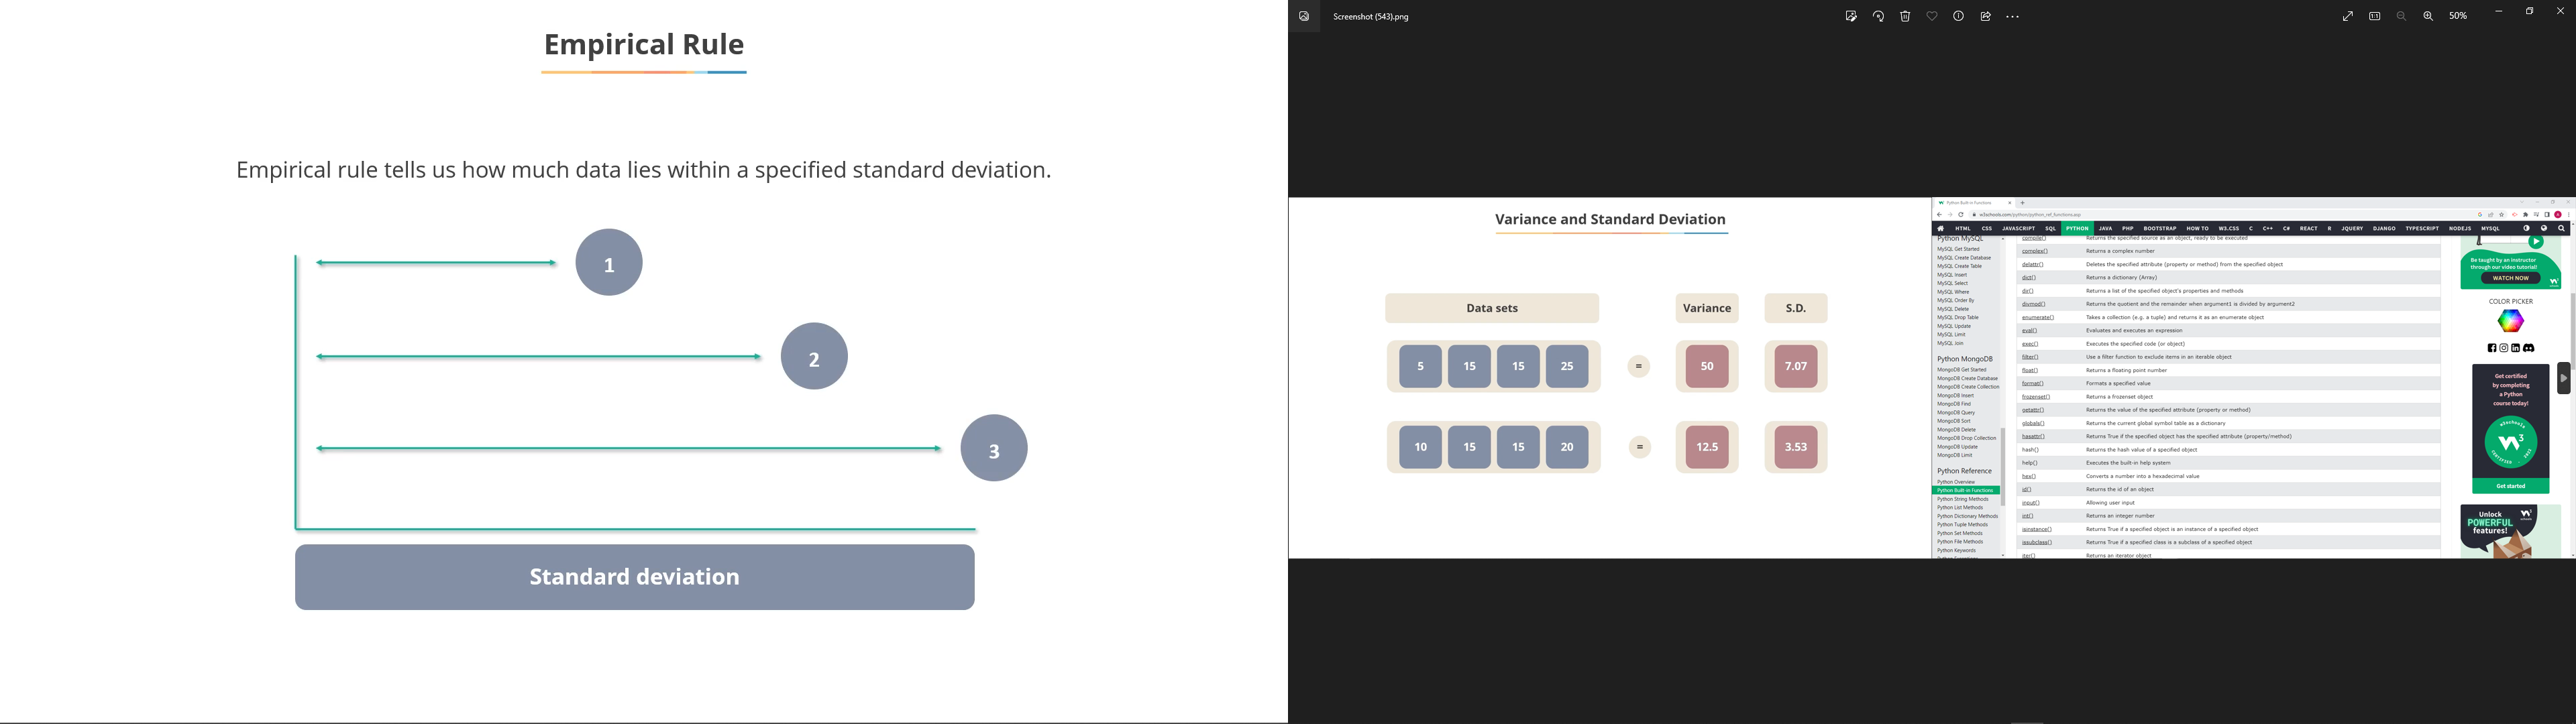 Empirical Rule
Empirical rule tells us how much data lies within a specified standard deviation.
1
2
3
Standard deviation
Screenshot (543).png
50%
Variance and Standard Deviation
Data sets
Variance
S.D.
5 15 15 25 = 50 7.07
10 15 15 20 = 12.5 3.53
Python Built-in Functions
w3schools.com/python/python_ref_functions.asp
HTML CSS JAVASCRIPT SQL PYTHON JAVA PHP BOOTSTRAP HOW TO W3.CSS C C++ C# REACT R JQUERY DJANGO TYPESCRIPT NODEJS MYSQL
Python MySQL
MySQL Get Started
MySQL Create Database
MySQL Create Table
MySQL Insert
MySQL Select
MySQL Where
MySQL Order By
MySQL Delete
MySQL Drop Table
MySQL Update
MySQL Limit
MySQL Join
Python MongoDB
MongoDB Get Started
MongoDB Create Database
MongoDB Create Collection
MongoDB Insert
MongoDB Find
MongoDB Query
MongoDB Sort
MongoDB Delete
MongoDB Drop Collection
MongoDB Update
MongoDB Limit
Python Reference
Python Overview
Python Built-in Functions
Python String Methods
Python List Methods
Python Dictionary Methods
Python Tuple Methods
Python Set Methods
Python File Methods
Python Keywords
compile() Returns the specified source as an object, ready to be executed
complex() Returns a complex number
delattr() Deletes the specified attribute (property or method) from the specified object
dict() Returns a dictionary (Array)
dir() Returns a list of the specified object's properties and methods
divmod() Returns the quotient and the remainder when argument1 is divided by argument2
enumerate() Takes a collection (e.g. a tuple) and returns it as an enumerate object
eval() Evaluates and executes an expression
exec() Executes the specified code (or object)
filter() Use a filter function to exclude items in an iterable object
float() Returns a floating point number
format() Formats a specified value
frozenset() Returns a frozenset object
getattr() Returns the value of the specified attribute (property or method)
globals() Returns the current global symbol table as a dictionary
hasattr() Returns True if the specified object has the specified attribute (property/method)
hash() Returns the hash value of a specified object
help() Executes the built-in help system
hex() Converts a number into a hexadecimal value
id() Returns the id of an object
input() Allowing user input
int() Returns an integer number
isinstance() Returns True if a specified object is an instance of a specified object
issubclass() Returns True if a specified class is a subclass of a specified object
iter() Returns an iterator object
Be taught by an instructor
through our video tutorial!
WATCH NOW
COLOR PICKER
Get certified
by completing
a Python
course today!
w3schools
CERTIFIED
Get started
Unlock
POWERFUL
features!